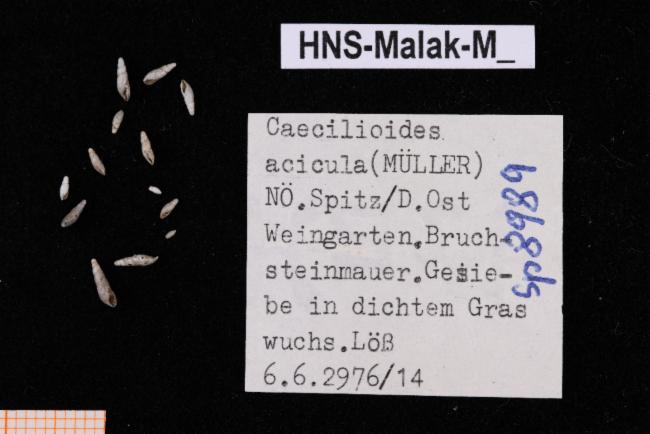 HNS-Malak-M_
Caecilioides
acicula(MÜLLER)
NÖ.Spitz/D.Ost
Weingarten,Bruch-
steinmauer.Gesie-
be in dichtem Gras
wuchs.Löß
6.6.2976/14
sp8989